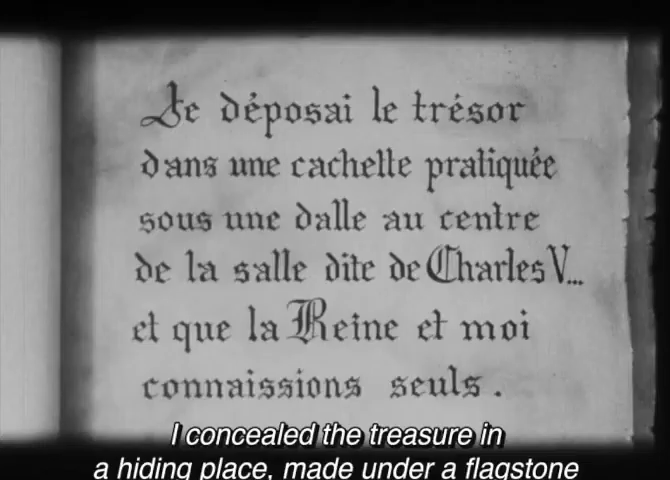 Je déposai le trésor
dans une cachette pratiquée
sous une dalle au centre
de la salle dite de Charles V...
et que la Reine et moi
connaissions seuls.
I concealed the treasure in
a hiding place, made under a flagstone